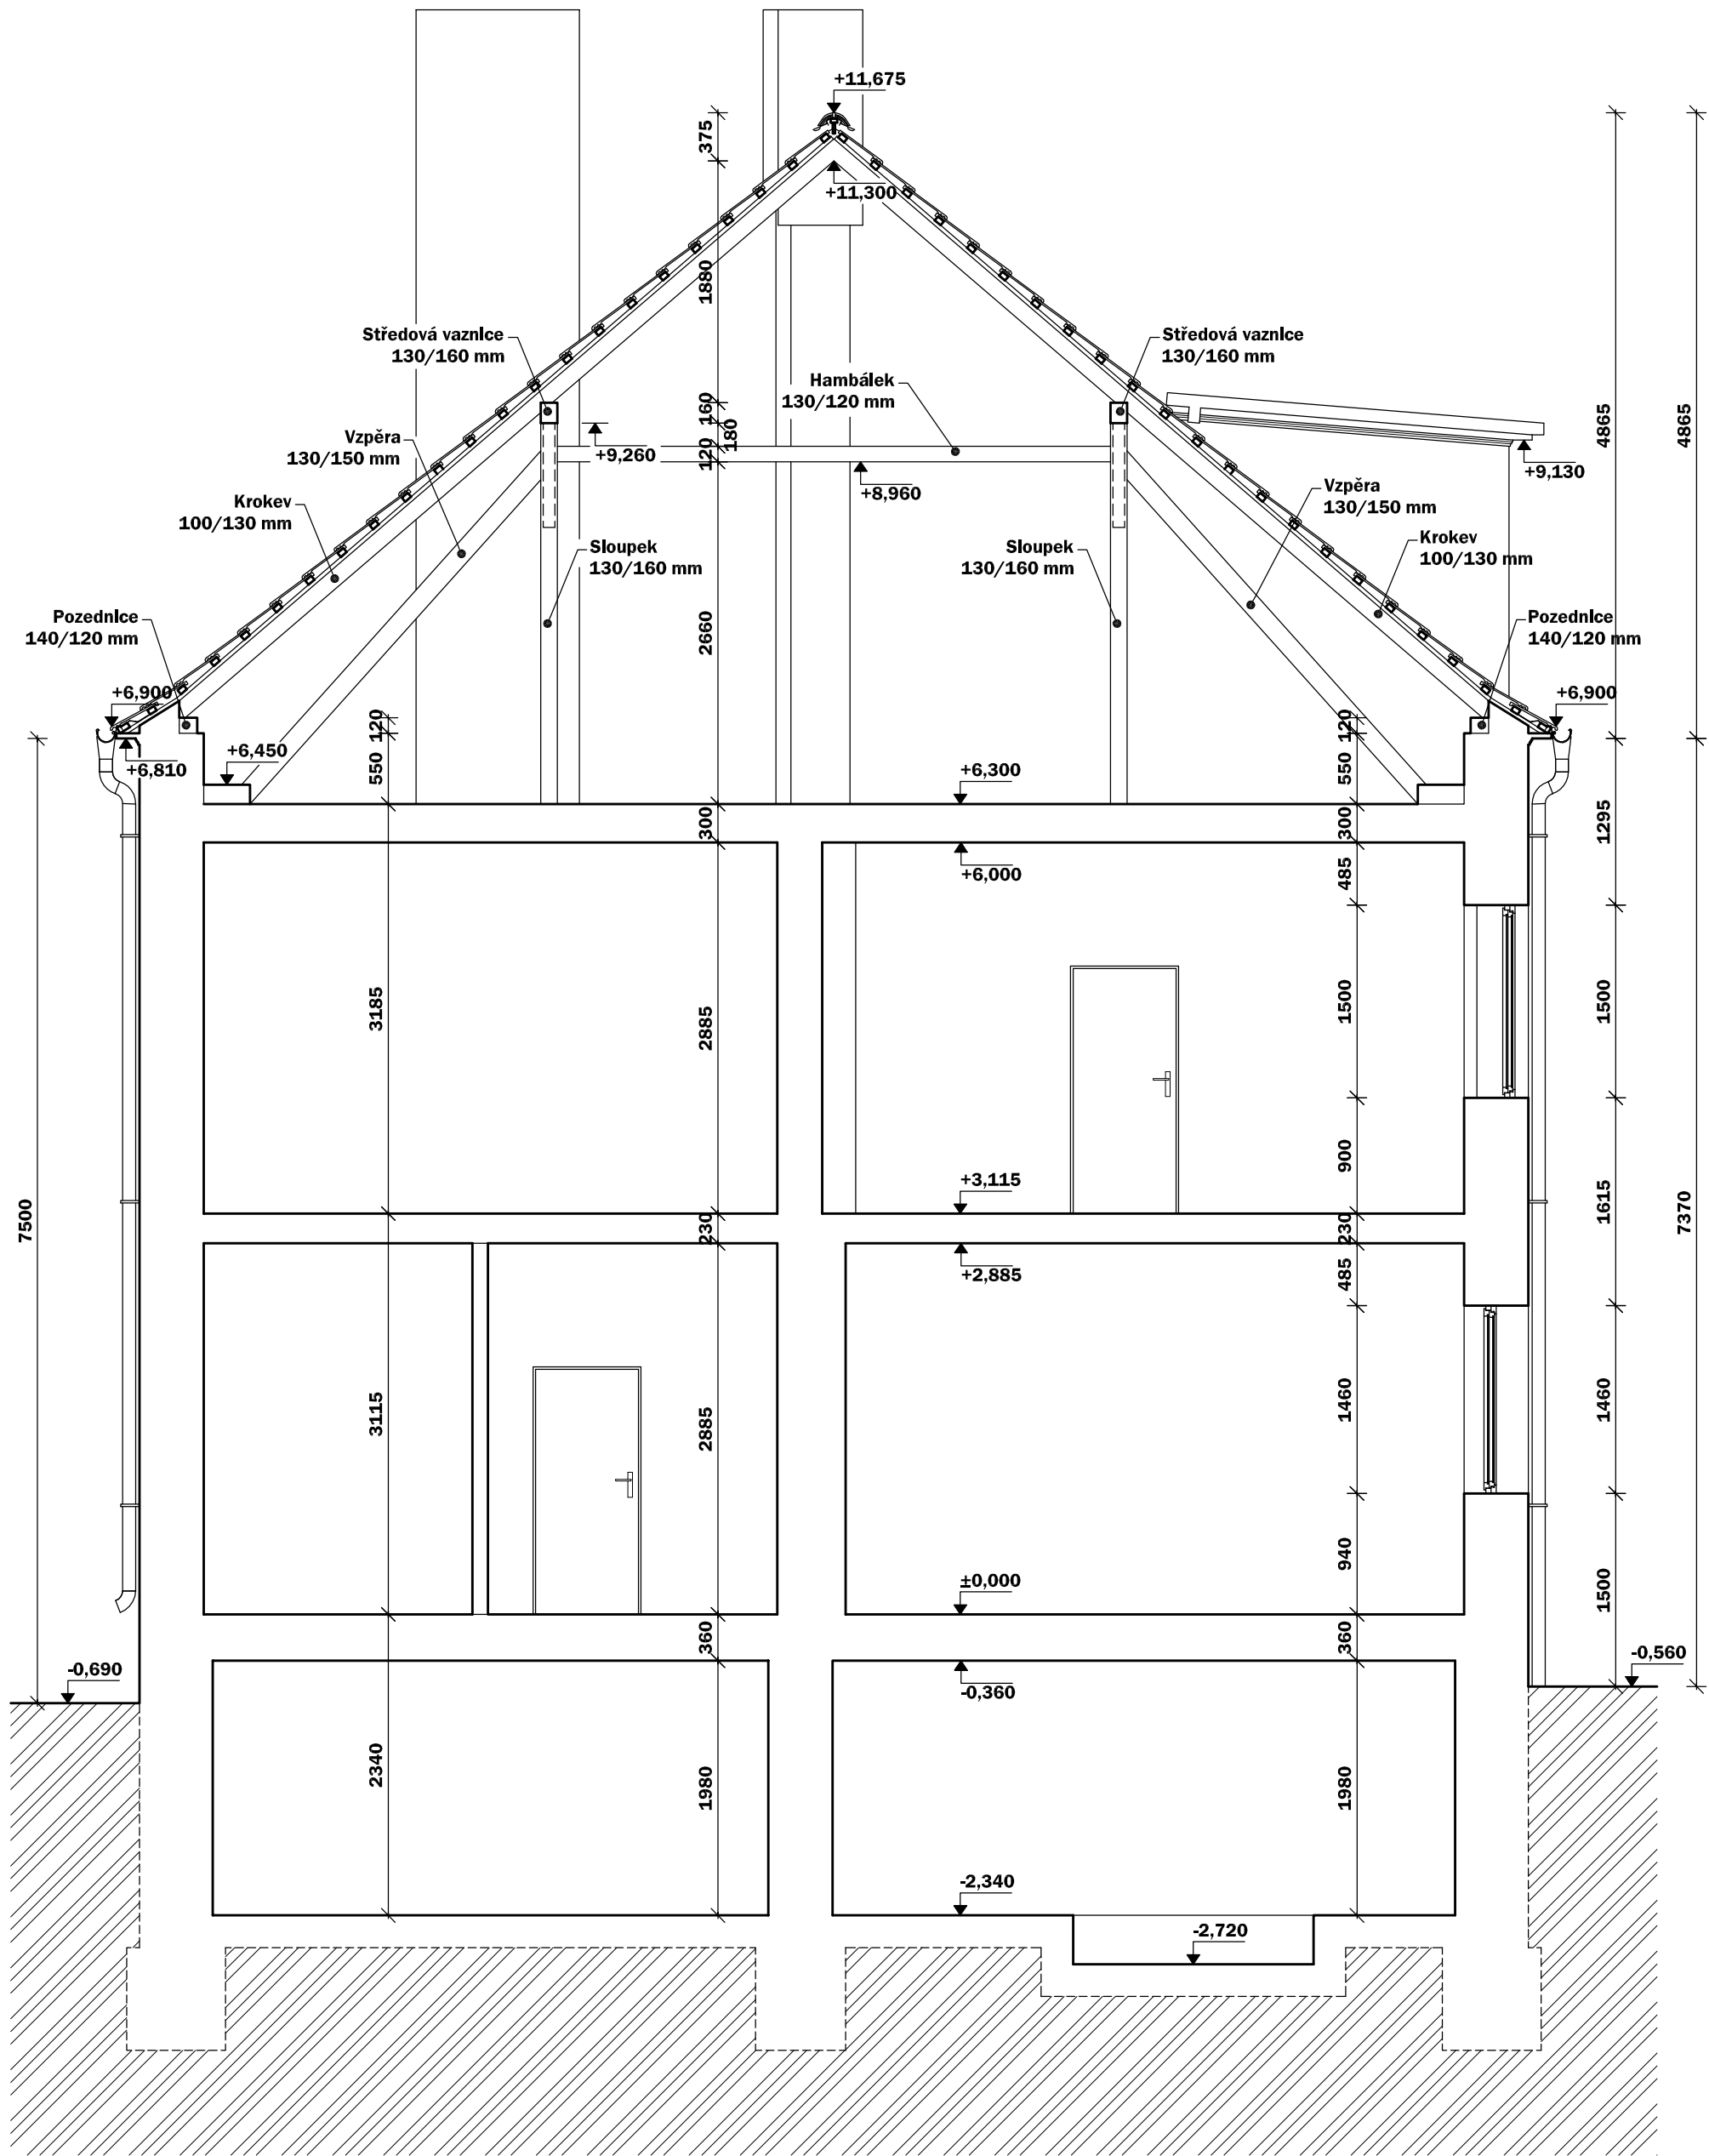 +11,675
375
+11,300
1880
Středová vaznice
130/160 mm
Středová vaznice
130/160 mm
Hambálek
130/120 mm
160
180
120
4865
4865
Vzpěra
130/150 mm
+9,260
+8,960
+9,130
Krokev
100/130 mm
Vzpěra
130/150 mm
Sloupek
130/160 mm
Sloupek
130/160 mm
Krokev
100/130 mm
Pozednice
140/120 mm
2660
Pozednice
140/120 mm
+6,900
+6,900
120
120
+6,450
+6,810
550
+6,300
550
300
300
1295
+6,000
485
3185
2885
1500
1500
900
+3,115
7500
230
230
1615
7370
+2,885
485
3115
2885
1460
1460
940
±0,000
1500
360
360
-0,690
-0,360
-0,560
2340
1980
1980
-2,340
-2,720